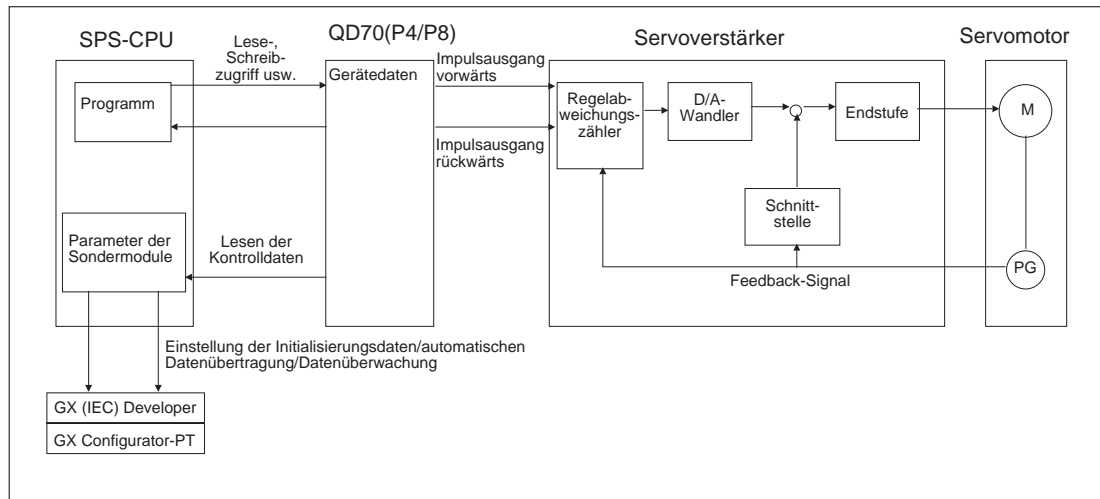 SPS-CPU
QD70(P4/P8)
Servoverstärker
Servomotor
Lese-,
Schreib-
zugriff usw.
Programm
Gerätedaten
Impulsausgang
vorwärts
Impulsausgang
rückwärts
Regelab-
weichungs-
zähler
D/A-
Wandler
Endstufe
M
Schnitt-
stelle
Parameter der
Sondermodule
Lesen der
Kontrolldaten
PG
Feedback-Signal
Einstellung der Initialisierungsdaten/automatischen
Datenübertragung/Datenüberwachung
GX (IEC) Developer
GX Configurator-PT